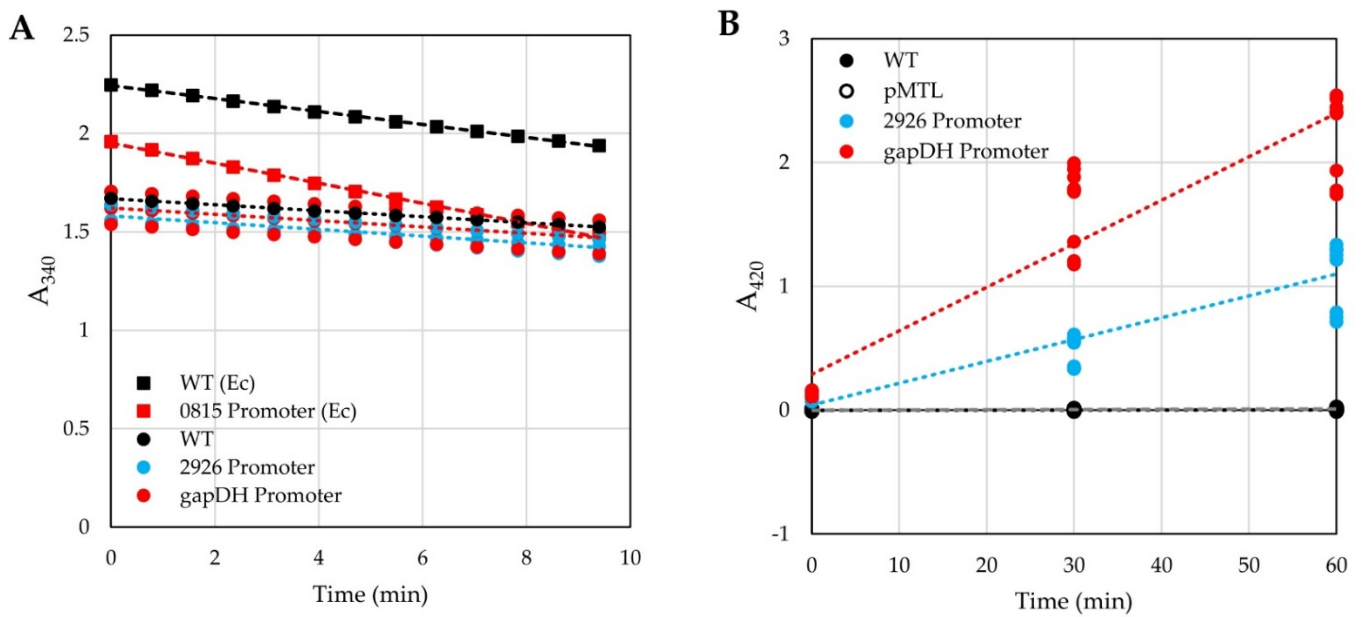 A
2.5
2
1.5
1
0.5
0
A340
WT (Ec)
0815 Promoter (Ec)
WT
2926 Promoter
gapDH Promoter
0 2 4 6 8 10
Time (min)
B
3
2
1
0
-1
A420
WT
pMTL
2926 Promoter
gapDH Promoter
0 10 20 30 40 50 60
Time (min)